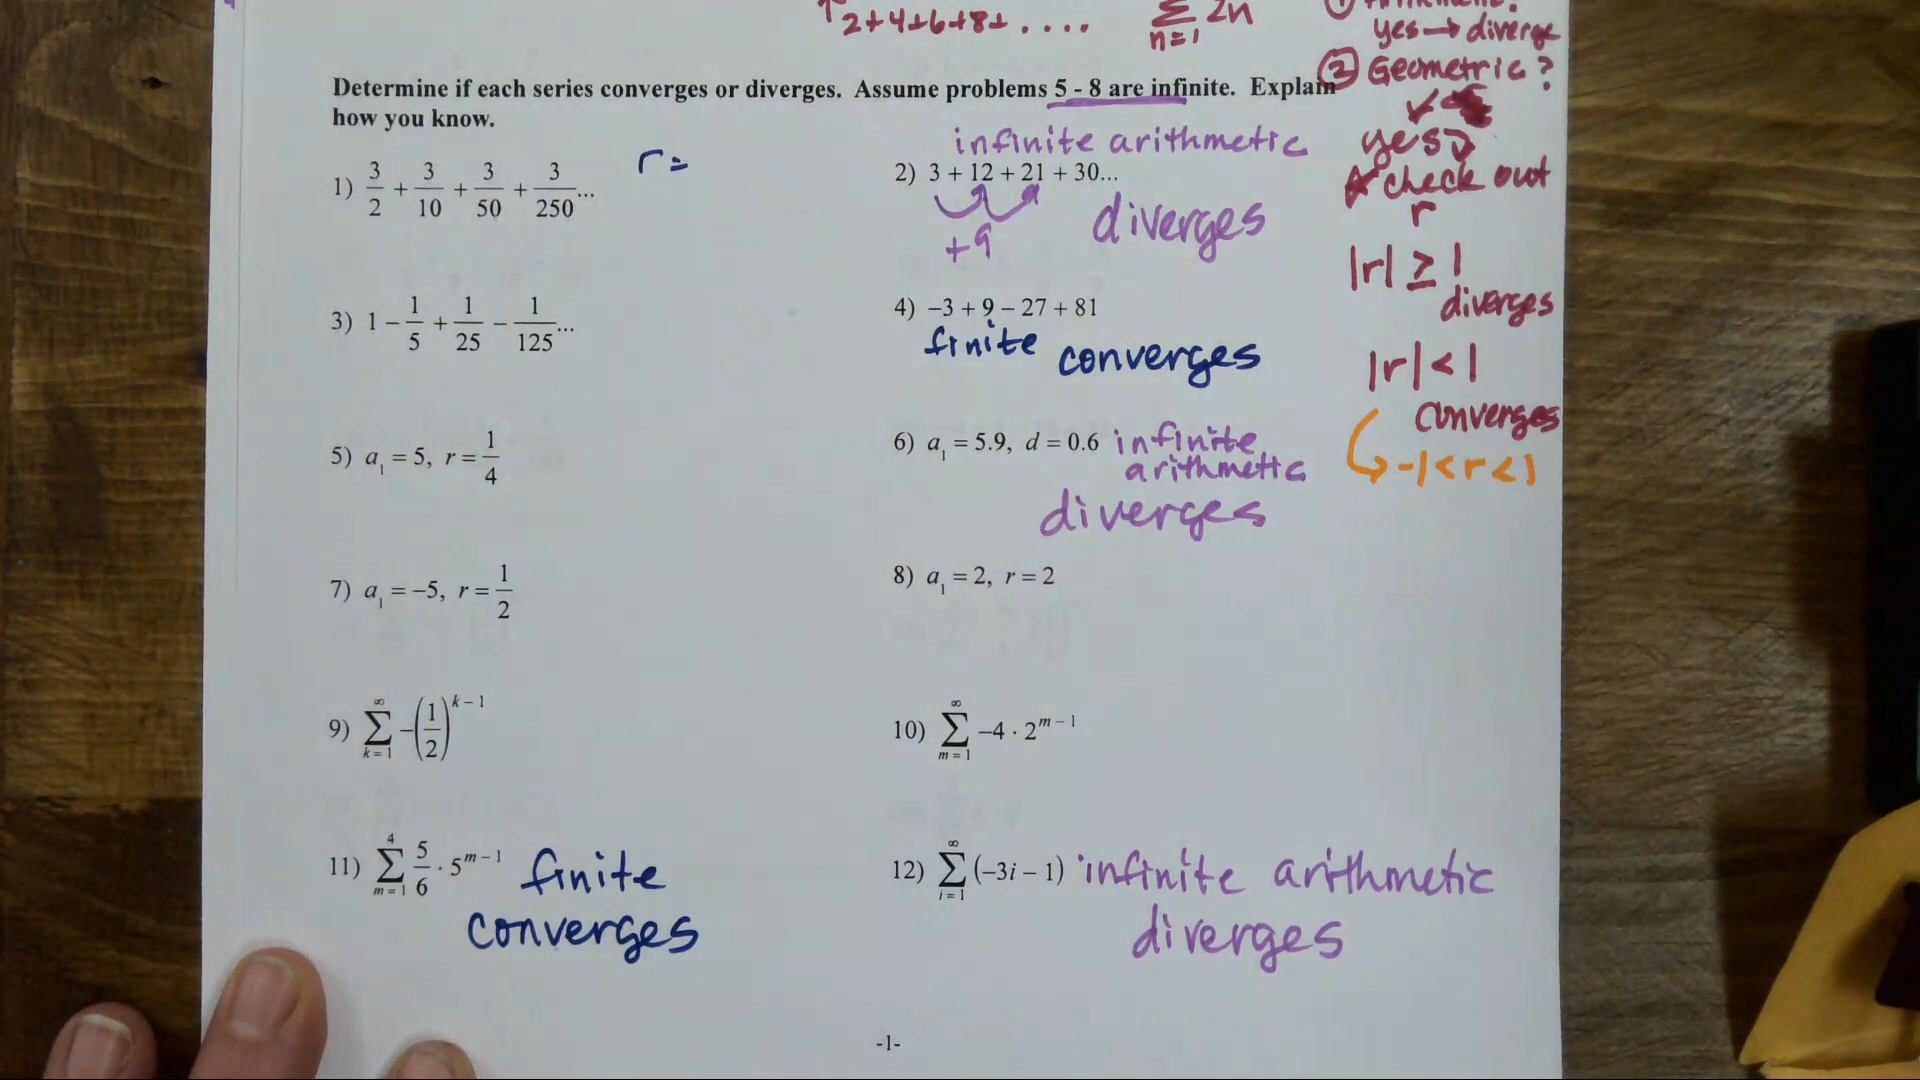 2+4+6+8+ . . . .
∞∑ n=1 2n
yes → diverge
② Geometric?
Determine if each series converges or diverges. Assume problems 5 - 8 are infinite. Explain
how you know.
yes
check out
r
|r| ≥ 1
diverges
|r| < 1
converges
-1 < r < 1
1) 3/2 + 3/10 + 3/50 + 3/250 ...
r =
infinite arithmetic
2) 3 + 12 + 21 + 30...
+9
diverges
3) 1 − 1/5 + 1/25 − 1/125 ...
4) −3 + 9 − 27 + 81
finite converges
5) a₁ = 5, r = 1/4
6) a₁ = 5.9, d = 0.6 infinite
arithmetic
diverges
7) a₁ = −5, r = 1/2
8) a₁ = 2, r = 2
9) ∑ k = 1 ∞ −(1/2)^(k − 1)
10) ∑ m = 1 ∞ −4 · 2^(m − 1)
11) ∑ m = 1 4 5/6 · 5^(m − 1) finite
converges
12) ∑ i = 1 ∞ (−3i − 1) infinite arithmetic
diverges
-1-